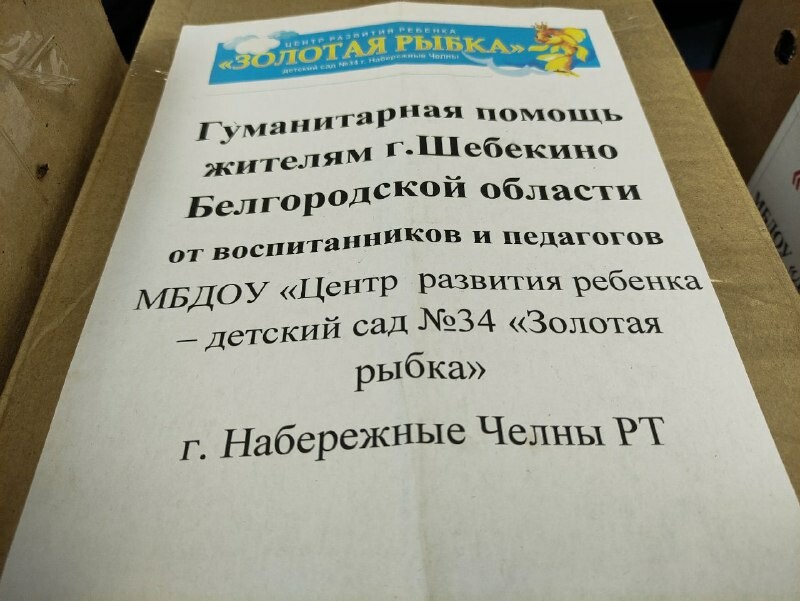 ЦЕНТР РАЗВИТИЯ РЕБЕНКА
«ЗОЛОТАЯ РЫБКА»
детский сад №34 г. Набережные Челны
Гуманитарная помощь
жителям г.Шебекино
Белгородской области
от воспитанников и педагогов
МБДОУ «Центр развития ребенка
– детский сад №34 «Золотая
рыбка»
г. Набережные Челны РТ
МБДОУ